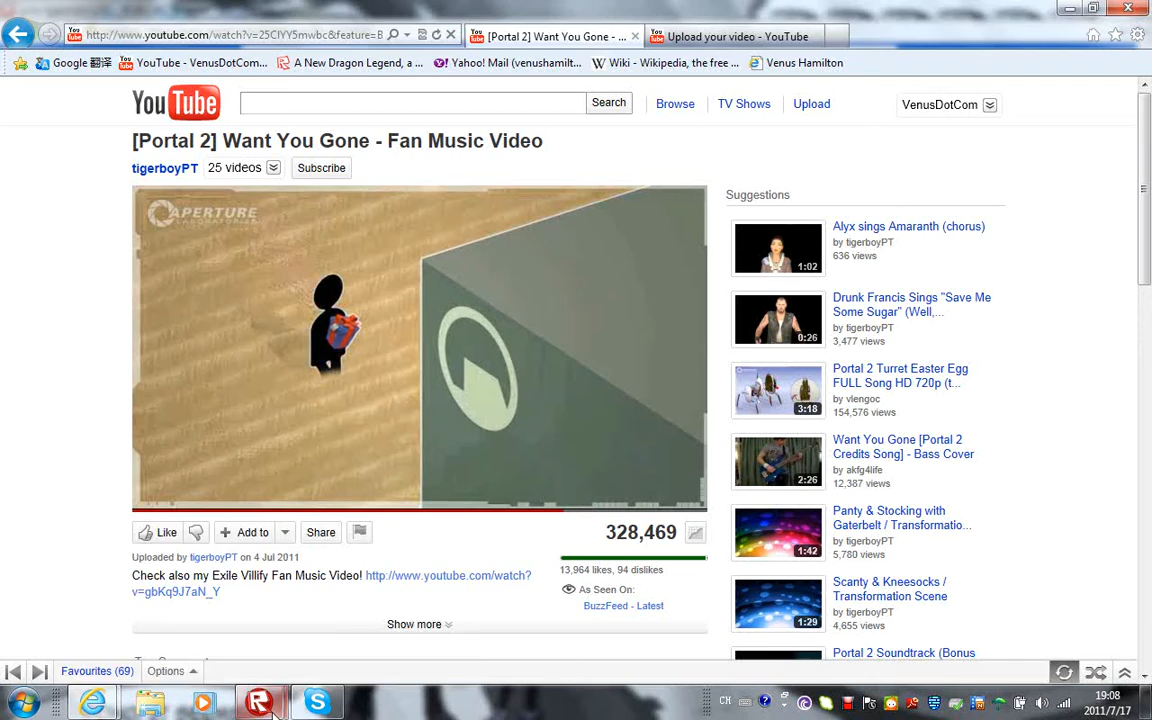 http://www.youtube.com/watch?v=25ClYY5mwbc&feature=B
[Portal 2] Want You Gone - ...
Upload your video - YouTube
Google 翻译
YouTube - VenusDotCom...
A New Dragon Legend, a ...
Yahoo! Mail (venushamilt...
Wiki - Wikipedia, the free ...
Venus Hamilton
YouTube
Search
Browse
TV Shows
Upload
VenusDotCom
[Portal 2] Want You Gone - Fan Music Video
tigerboyPT
25 videos
Subscribe
APERTURE
LABORATORIES
Suggestions
Alyx sings Amaranth (chorus)
by tigerboyPT
636 views
1:02
Drunk Francis Sings "Save Me
Some Sugar" (Well,...
by tigerboyPT
3,477 views
0:26
Portal 2 Turret Easter Egg
FULL Song HD 720p (t...
by vlengoc
154,576 views
3:18
Want You Gone [Portal 2
Credits Song] - Bass Cover
by akfg4life
12,387 views
2:26
Panty & Stocking with
Gaterbelt / Transformatio...
by tigerboyPT
5,780 views
1:42
Scanty & Kneesocks /
Transformation Scene
by tigerboyPT
4,655 views
1:29
Portal 2 Soundtrack (Bonus
Like
Add to
Share
328,469
Uploaded by tigerboyPT on 4 Jul 2011
13,964 likes, 94 dislikes
Check also my Exile Villify Fan Music Video! http://www.youtube.com/watch?
v=gbKq9J7aN_Y
As Seen On:
BuzzFeed - Latest
Show more
Favourites (69)
Options
CH
19:08
2011/7/17